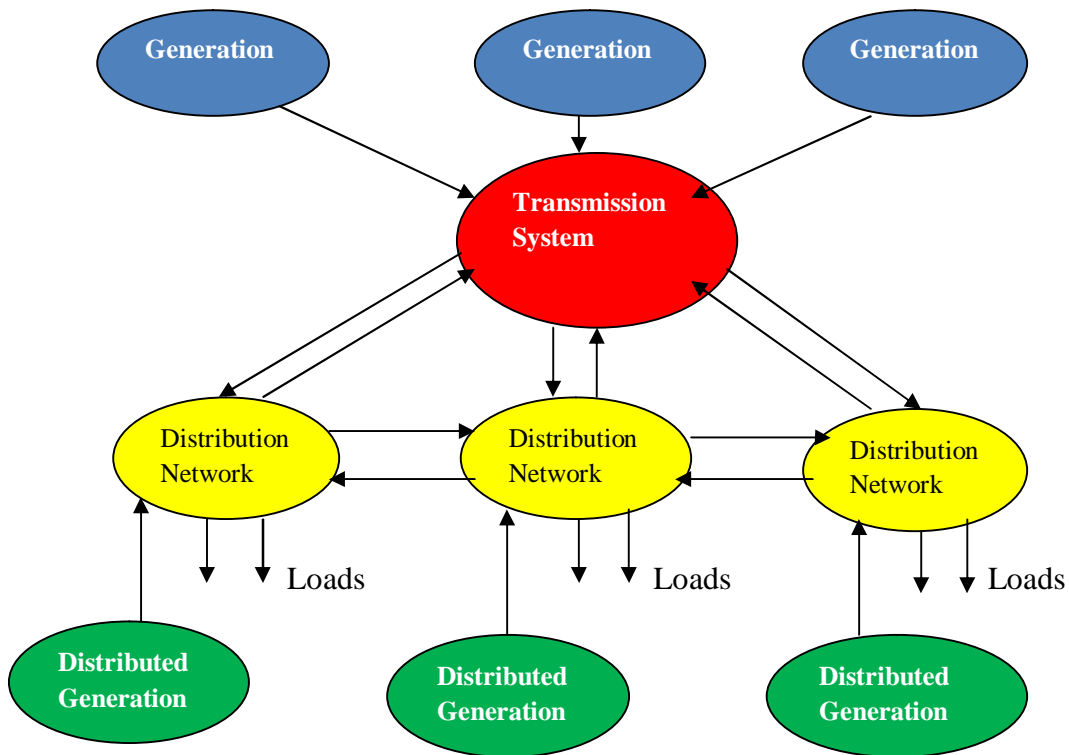 Generation
Generation
Generation
Transmission
System
Distribution
Network
Distribution
Network
Distribution
Network
Loads
Loads
Loads
Distributed
Generation
Distributed
Generation
Distributed
Generation